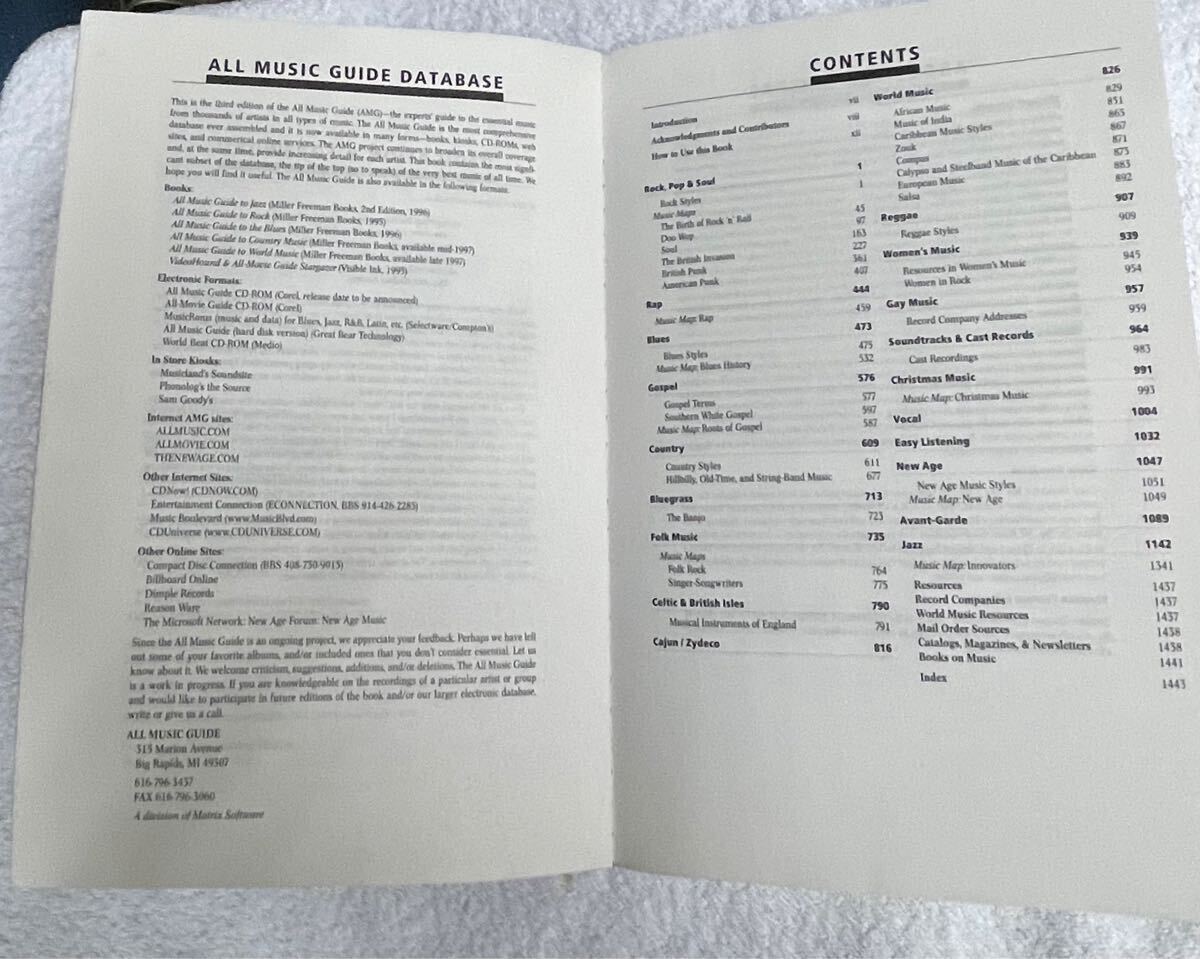 ALL MUSIC GUIDE DATABASE
This is the third edition of the All Music Guide (AMG)—the experts' guide to the essential music
from thousands of artists in all types of music. The All Music Guide is the most comprehensive
database ever assembled and it is now available in many forms—books, kiosks, CD-ROMs, web
sites, and commerical online services. The AMG project continues to broaden its overall coverage
and, at the same time, provide increasing detail for each artist. This book contains the most signifi-
cant subset of the database, the tip of the top (so to speak) of the very best music of all time. We
hope you will find it useful. The All Music Guide is also available in the following formats.
Books:
All Music Guide to Jazz (Miller Freeman Books, 2nd Edition, 1996)
All Music Guide to Rock (Miller Freeman Books, 1995)
All Music Guide to the Blues (Miller Freeman Books, 1996)
All Music Guide to Country Music (Miller Freeman Books, available mid-1997)
All Music Guide to World Music (Miller Freeman Books, available late 1997)
VideoHound & All-Movie Guide Stargazer (Visible Ink, 1995)
Electronic Formats:
All Music Guide CD-ROM (Corel, release date to be announced)
All-Movie Guide CD-ROM (Corel)
MusicRoms (music and data) for Blues, Jazz, R&B, Latin, etc. (Selectware/Compton's)
All Music Guide (hard disk version) (Great Bear Technology)
World Beat CD-ROM (Medio)
In Store Kiosks:
Musicland's Soundsite
Phonolog's the Source
Sam Goody's
Internet AMG sites:
ALLMUSIC.COM
ALLMOVIE.COM
THENEWAGE.COM
Other Internet Sites:
CDNow! (CDNOW.COM)
Entertainment Connection (ECONNECTION, BBS 914-426-2285)
Music Boulevard (www.MusicBlvd.com)
CDUniverse (www.CDUNIVERSE.COM)
Other Online Sites:
Compact Disc Connection (BBS 408-730-9015)
Billboard Online
Dimple Records
Reason Ware
The Microsoft Network: New Age Forum: New Age Music
Since the All Music Guide is an ongoing project, we appreciate your feedback. Perhaps we have left
out some of your favorite albums, and/or included ones that you don't consider essential. Let us
know about it. We welcome criticism, suggestions, additions, and/or deletions. The All Music Guide
is a work in progress. If you are knowledgeable on the recordings of a particular artist or group
and would like to participate in future editions of the book and/or our larger electronic database,
write or give us a call.
ALL MUSIC GUIDE
315 Marion Avenue
Big Rapids, MI 49307
616-796-3437
FAX 616-796-3060
A division of Matrix Software
CONTENTS
Introduction vii
Acknowledgments and Contributors viii
How to Use this Book xii
Rock, Pop & Soul 1
Rock Styles 1
Music Maps
The Birth of Rock 'n' Roll 45
Doo Wop 97
Soul 163
The British Invasion 227
British Punk 361
American Punk 407
Rap 444
Music Map: Rap 459
Blues 473
Blues Styles 475
Music Map: Blues History 532
Gospel 576
Gospel Terms 577
Southern White Gospel 597
Music Map: Roots of Gospel 587
Country 609
Country Styles 611
Hillbilly, Old-Time, and String-Band Music 677
Bluegrass 713
The Banjo 723
Folk Music 735
Music Maps
Folk Rock 764
Singer-Songwriters 775
Celtic & British Isles 790
Musical Instruments of England 791
Cajun / Zydeco 816
World Music 826
African Music 829
Music of India 851
Caribbean Music Styles 865
Zouk 867
Compas 871
Calypso and Steelband Music of the Caribbean 875
European Music 883
Salsa 892
Reggae 907
Reggae Styles 909
Women's Music 939
Resources in Women's Music 945
Women in Rock 954
Gay Music 957
Record Company Addresses 959
Soundtracks & Cast Records 964
Cast Recordings 983
Christmas Music 991
Music Map: Christmas Music 993
Vocal 1004
Easy Listening 1032
New Age 1047
New Age Music Styles 1051
Music Map: New Age 1049
Avant-Garde 1089
Jazz 1142
Music Map: Innovators 1341
Resources 1437
Record Companies 1437
World Music Resources 1437
Mail Order Sources 1438
Catalogs, Magazines, & Newsletters 1438
Books on Music 1441
Index 1443